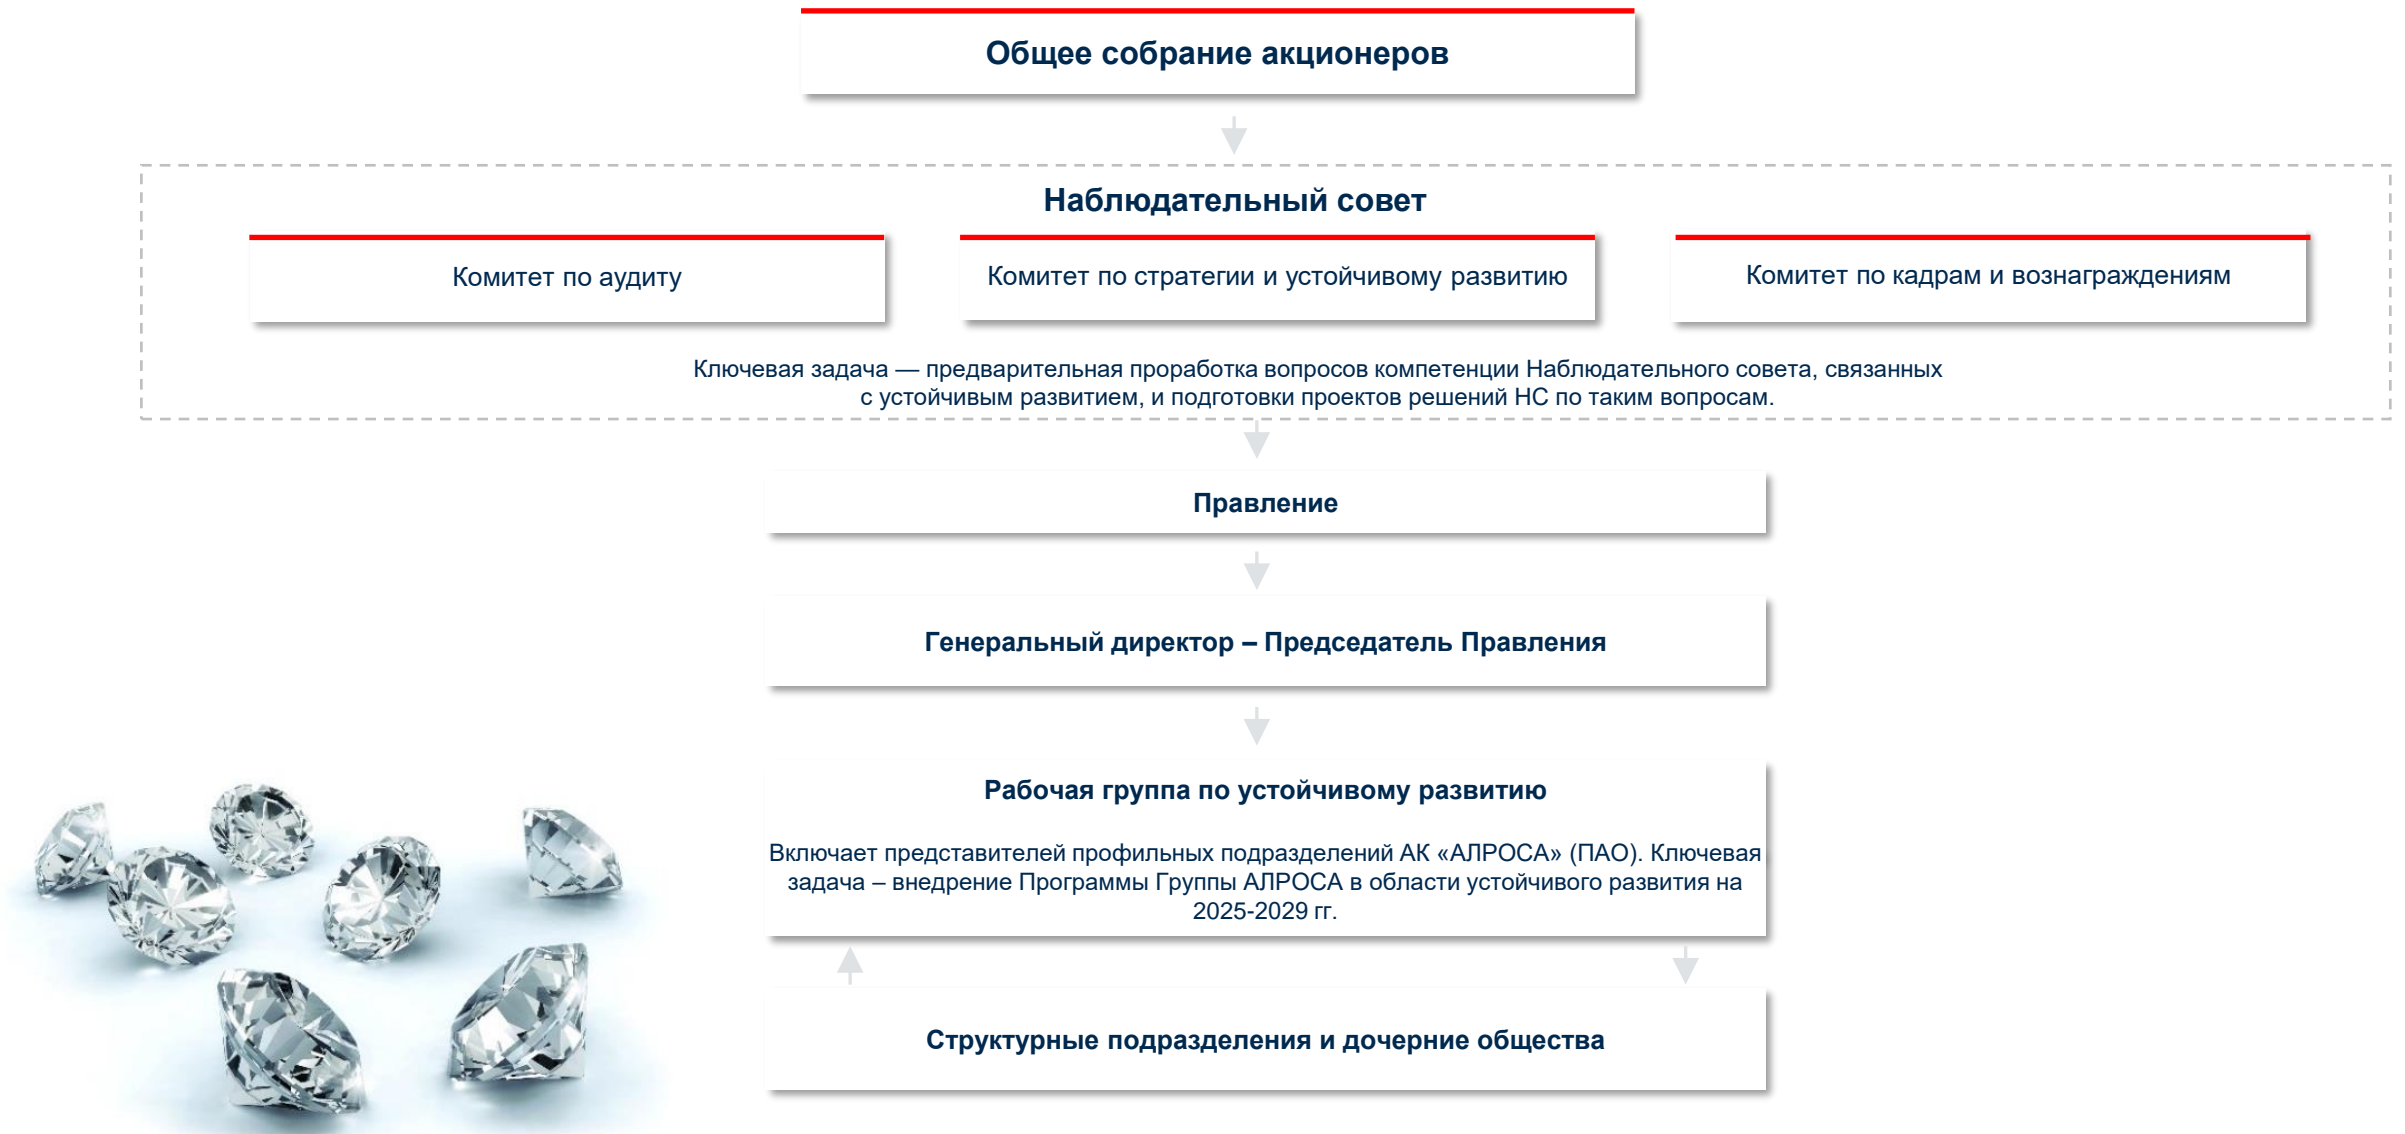 Общее собрание акционеров
Наблюдательный совет
Комитет по аудиту
Комитет по стратегии и устойчивому развитию
Комитет по кадрам и вознаграждениям
Ключевая задача — предварительная проработка вопросов компетенции Наблюдательного совета, связанных
с устойчивым развитием, и подготовки проектов решений НС по таким вопросам.
Правление
Генеральный директор – Председатель Правления
Рабочая группа по устойчивому развитию
Включает представителей профильных подразделений АК «АЛРОСА» (ПАО). Ключевая
задача – внедрение Программы Группы АЛРОСА в области устойчивого развития на
2025-2029 гг.
Структурные подразделения и дочерние общества